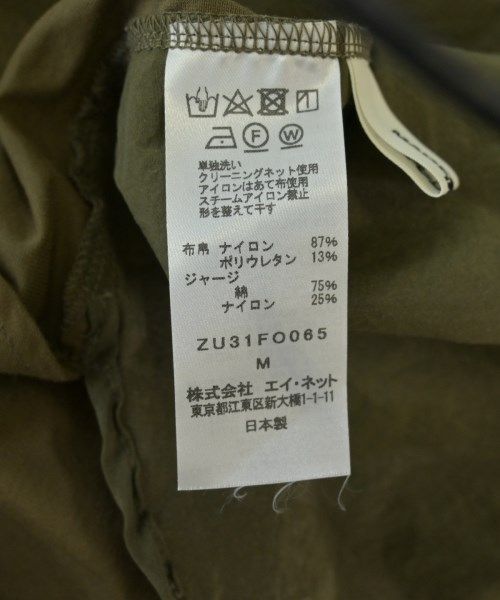 単独洗い
クリーニングネット使用
アイロンはあて布使用
スチームアイロン禁止
形を整えて干す
布帛 ナイロン 87%
ポリウレタン 13%
ジャージ
綿 75%
ナイロン 25%
ZU31FO065
M
株式会社 エイ・ネット
東京都江東区新大橋1-1-11
日本製